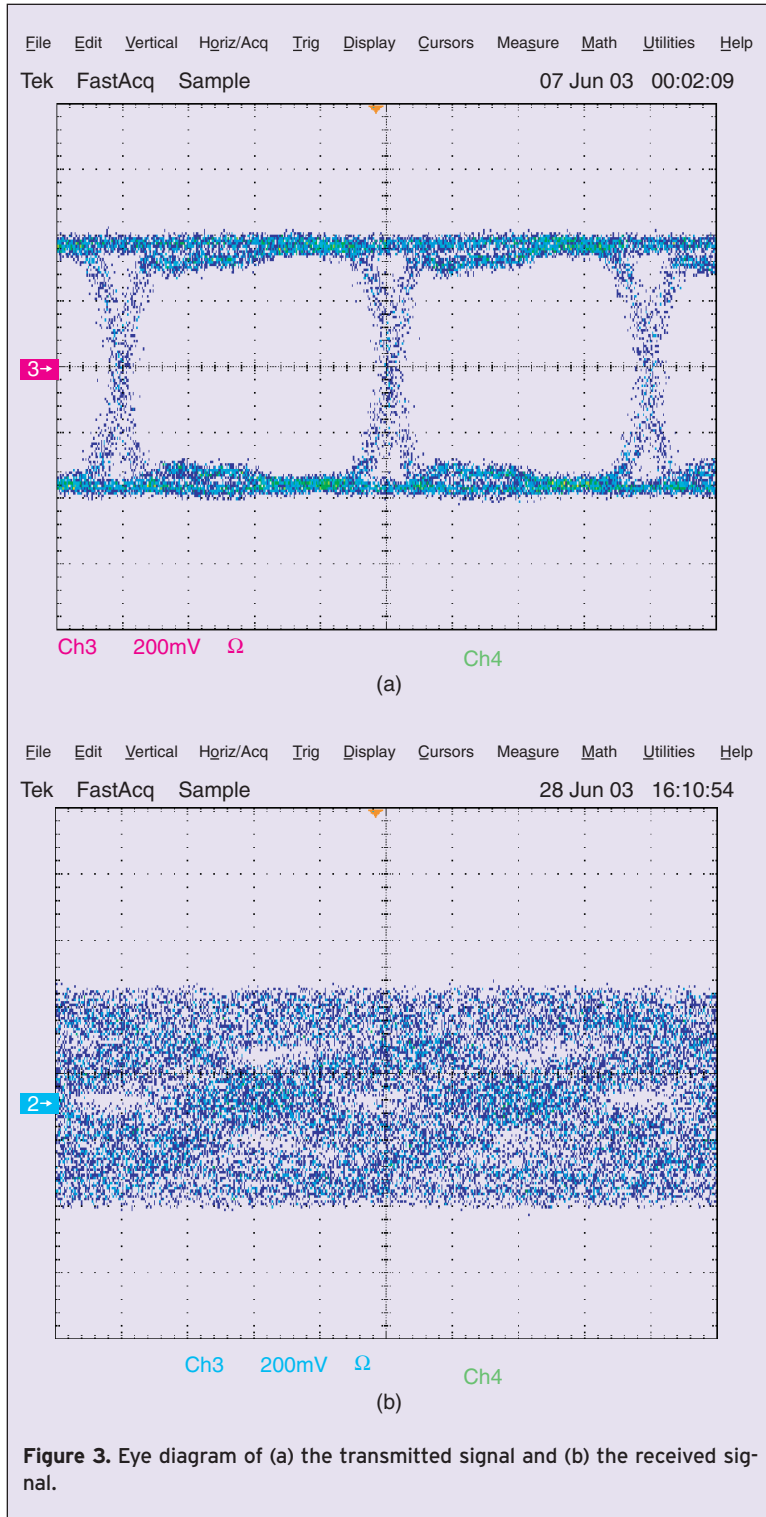 File Edit Vertical Horiz/Acq Trig Display Cursors Measure Math Utilities Help
Tek FastAcq Sample 07 Jun 03 00:02:09
3→
Ch3 200mV Ω Ch4
(a)
File Edit Vertical Horiz/Acq Trig Display Cursors Measure Math Utilities Help
Tek FastAcq Sample 28 Jun 03 16:10:54
2→
Ch3 200mV Ω Ch4
(b)
Figure 3. Eye diagram of (a) the transmitted signal and (b) the received sig-
nal.